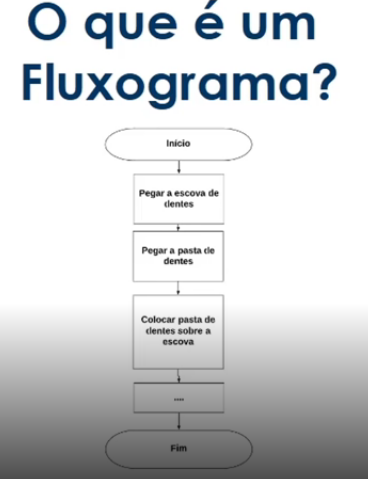 O que é um
Fluxograma?
Início
Pegar a escova de
dentes
Pegar a pasta de
dentes
Colocar pasta de
dentes sobre a
escova
....
Fim